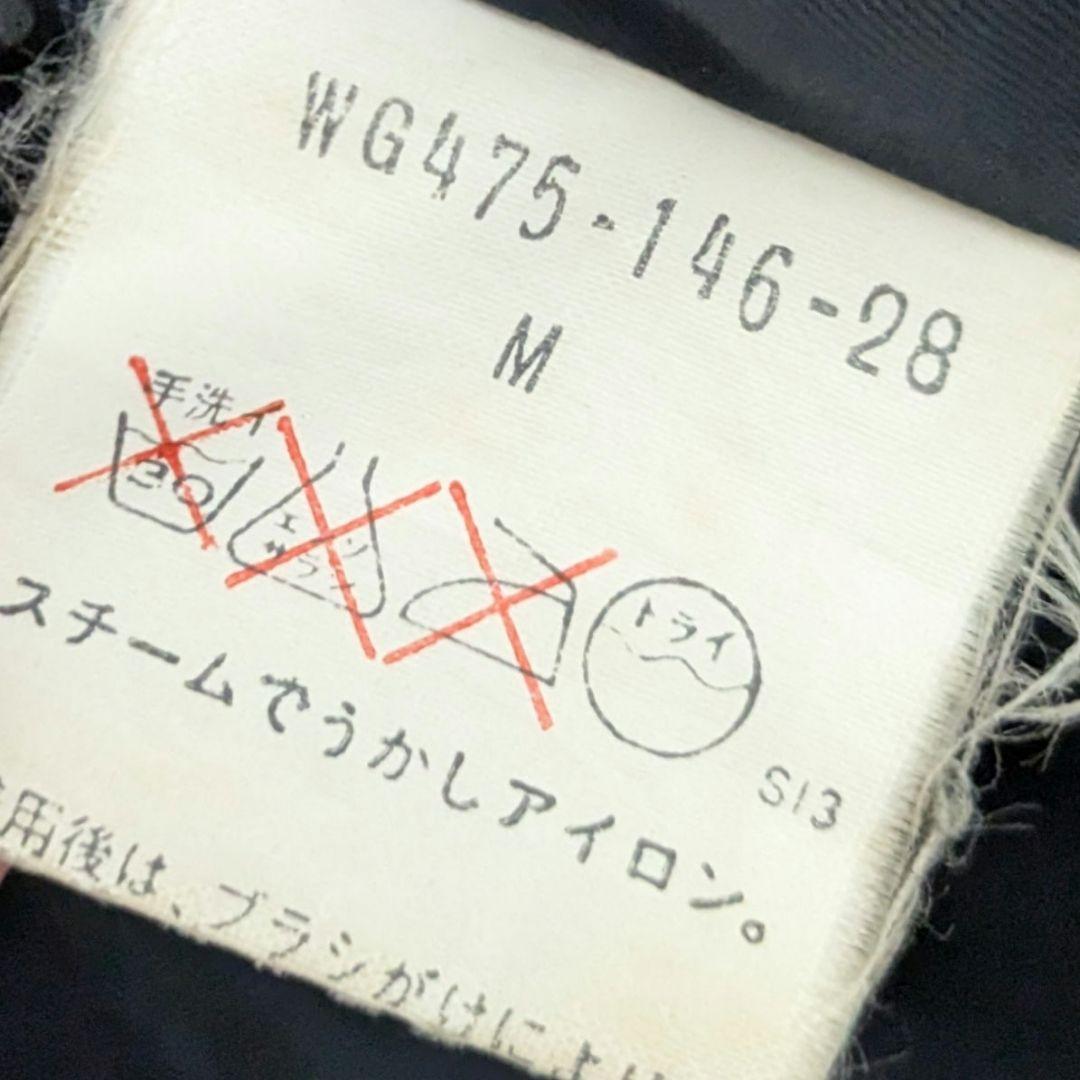 WG475-146-28
M
手洗イ
30
エンソ
サラシ
ドライ
S13
スチームでうかしアイロン。
用後は、ブラシがけにより